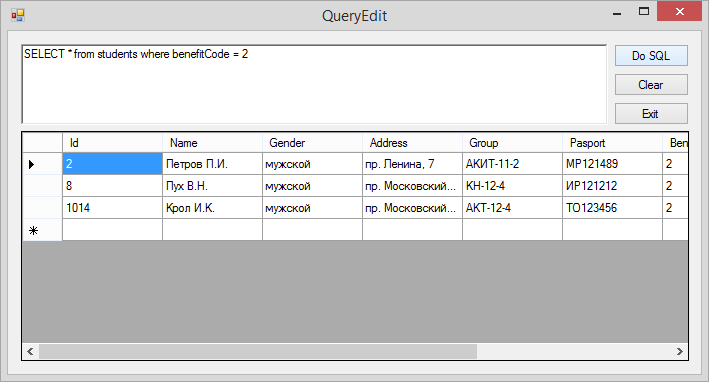 QueryEdit
SELECT * from students where benefitCode = 2
Do SQL
Clear
Exit
Id Name Gender Address Group Pasport Ben
2 Петров П.И. мужской пр. Ленина, 7 АКИТ-11-2 МР121489 2
8 Пух В.Н. мужской пр. Московский... КН-12-4 ИР121212 2
1014 Крол И.К. мужской пр. Московский... АКТ-12-4 ТО123456 2